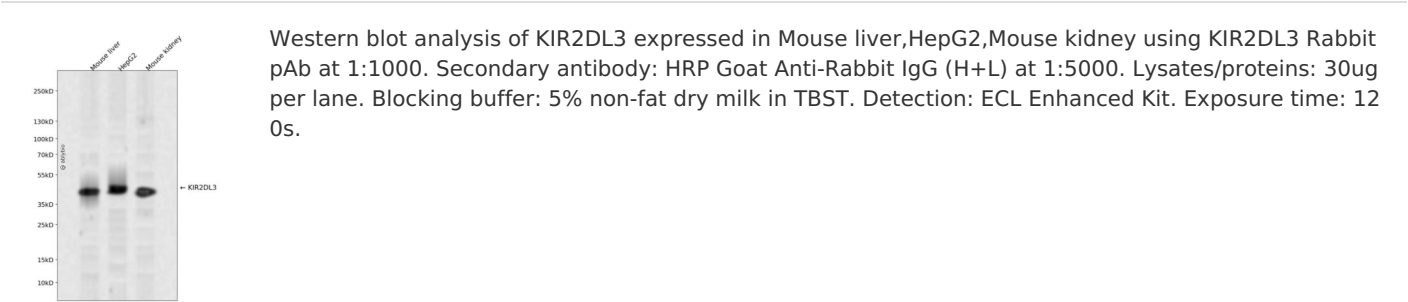 Mouse liver
HepG2
Mouse kidney
250kD
130kD
100kD
70kD
55kD
35kD
25kD
15kD
10kD
@ ablybio
← KIR2DL3
Western blot analysis of KIR2DL3 expressed in Mouse liver,HepG2,Mouse kidney using KIR2DL3 Rabbit
pAb at 1:1000. Secondary antibody: HRP Goat Anti-Rabbit IgG (H+L) at 1:5000. Lysates/proteins: 30ug
per lane. Blocking buffer: 5% non-fat dry milk in TBST. Detection: ECL Enhanced Kit. Exposure time: 12
0s.